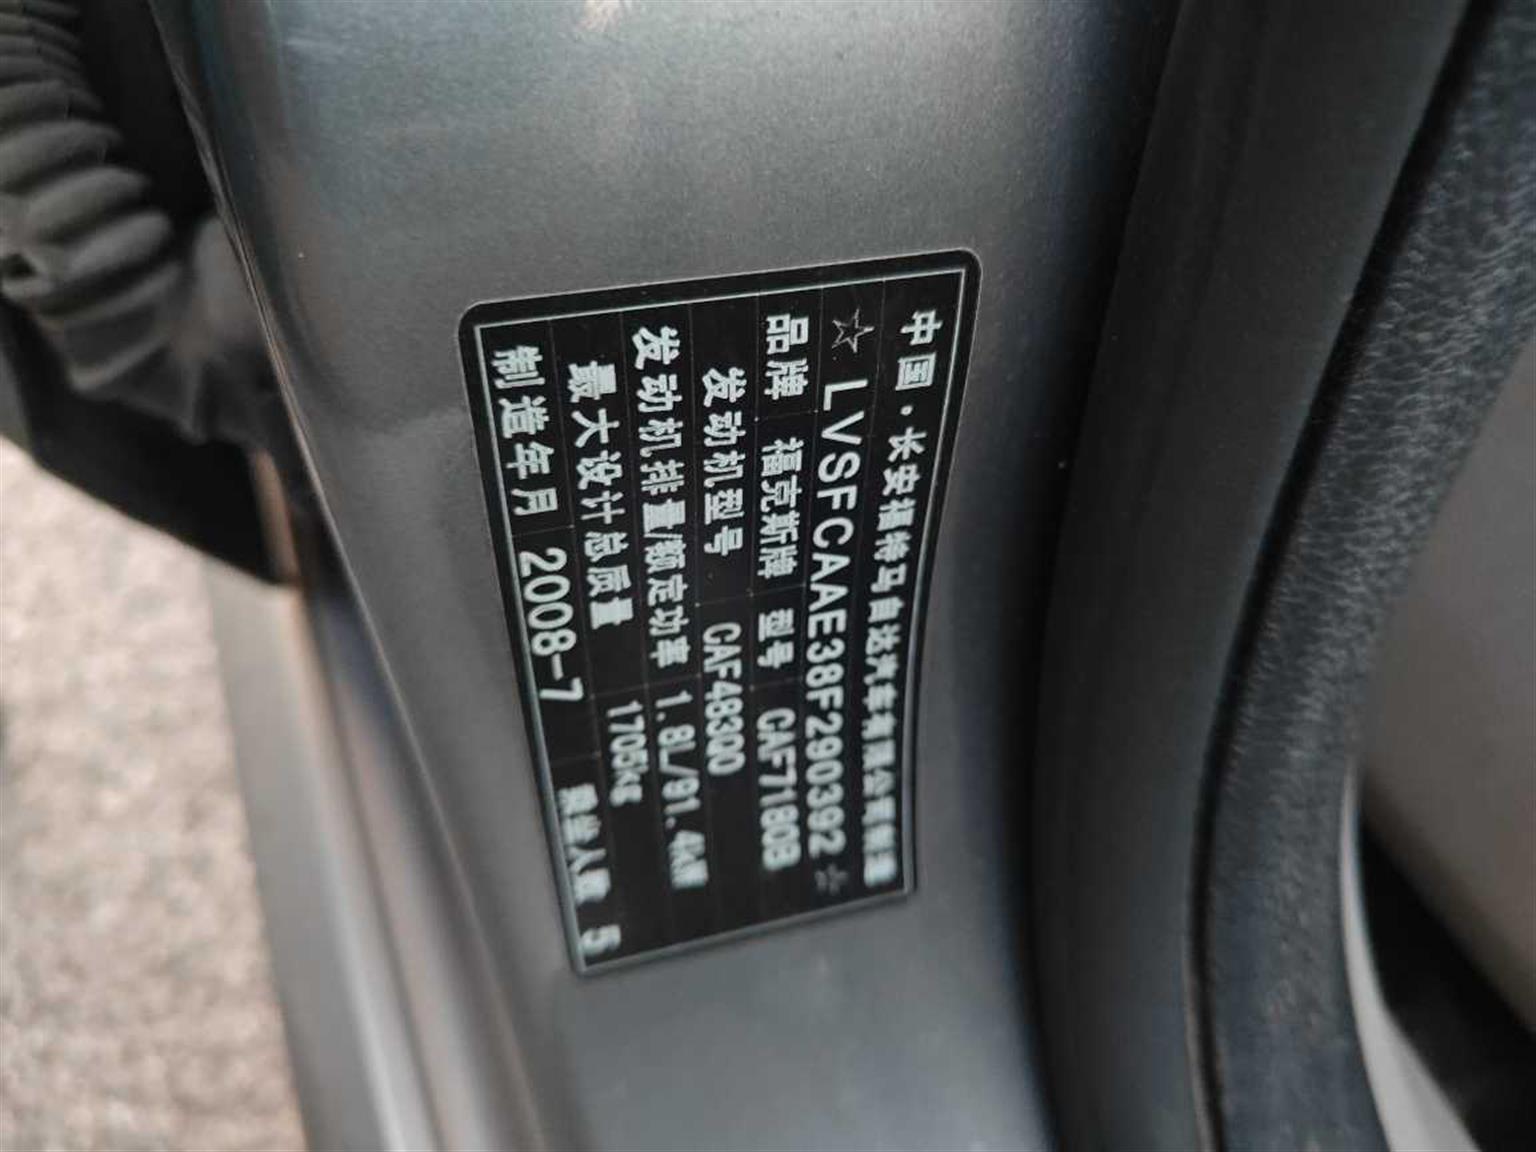 中国·长安福特马自达汽车有限公司制造
☆ LVSFCAAE38F290392 ☆
品牌 福克斯牌 型号 CAF7180B
发动机型号 CAF483Q0
发动机排量/额定功率 1.8L/91.4kW
最大设计总质量 1705kg
制造年月 2008-7 乘坐人数 5